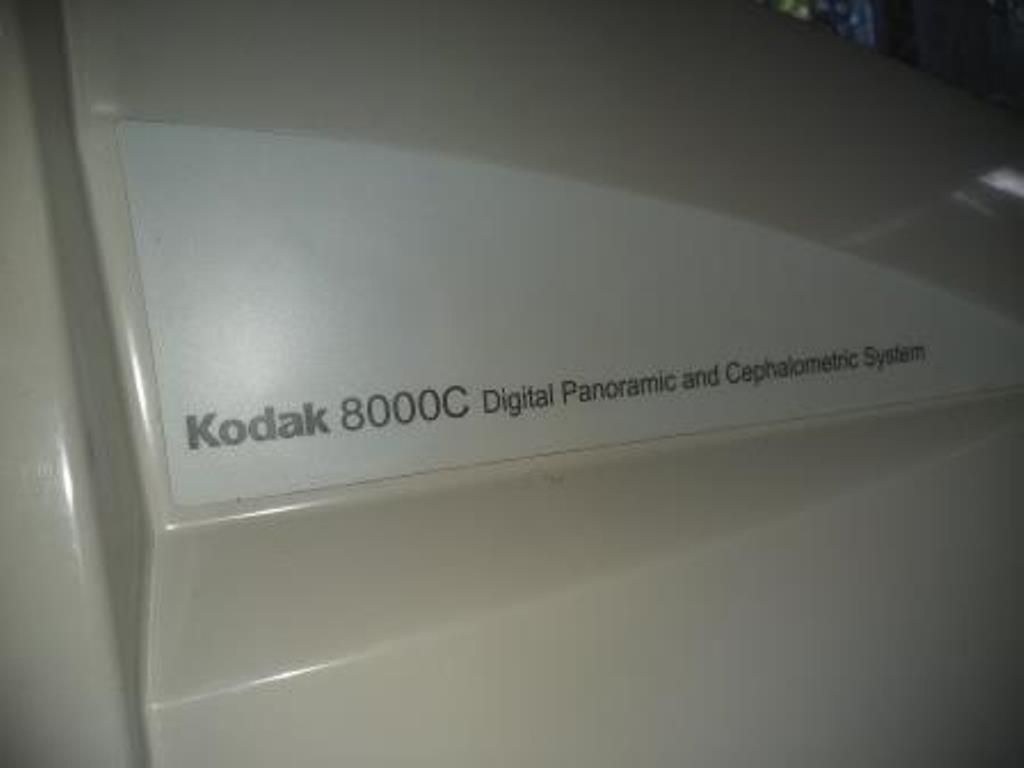 Kodak 8000C Digital Panoramic and Cephalometric System